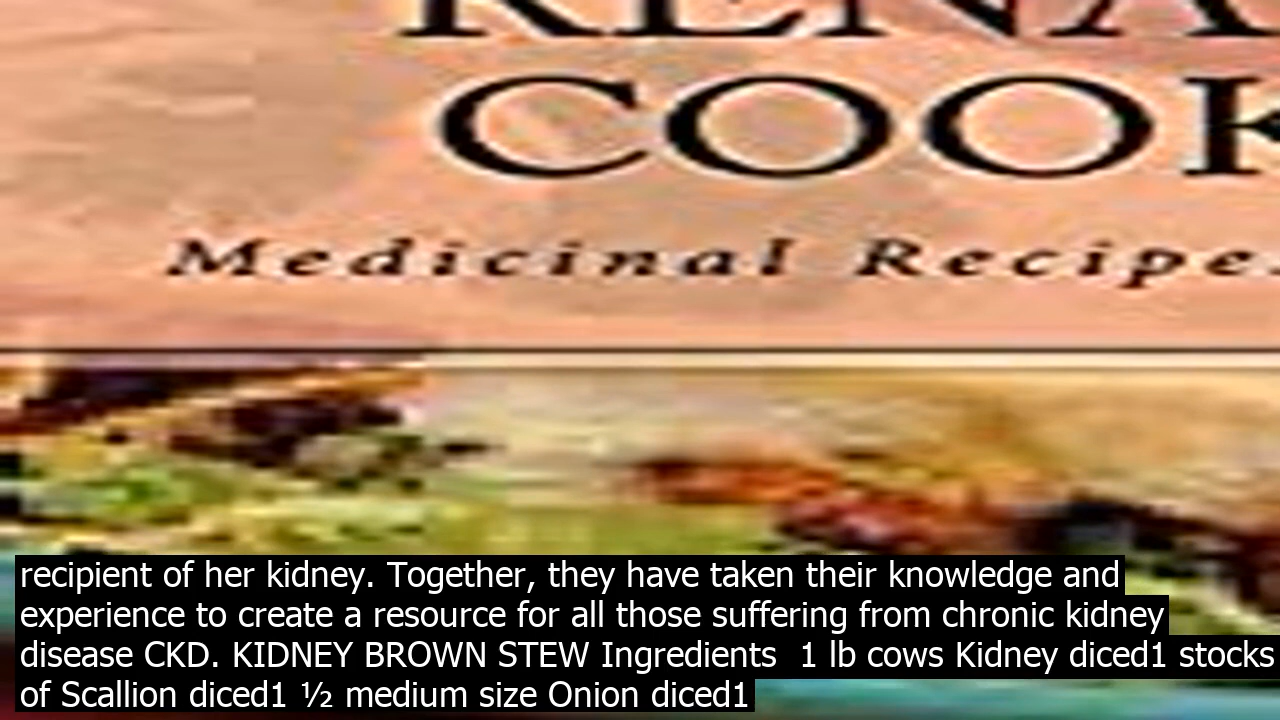 COOK
Medicinal Recipe
recipient of her kidney. Together, they have taken their knowledge and
experience to create a resource for all those suffering from chronic kidney
disease CKD. KIDNEY BROWN STEW Ingredients  1 lb cows Kidney diced1 stocks
of Scallion diced1 ½ medium size Onion diced1